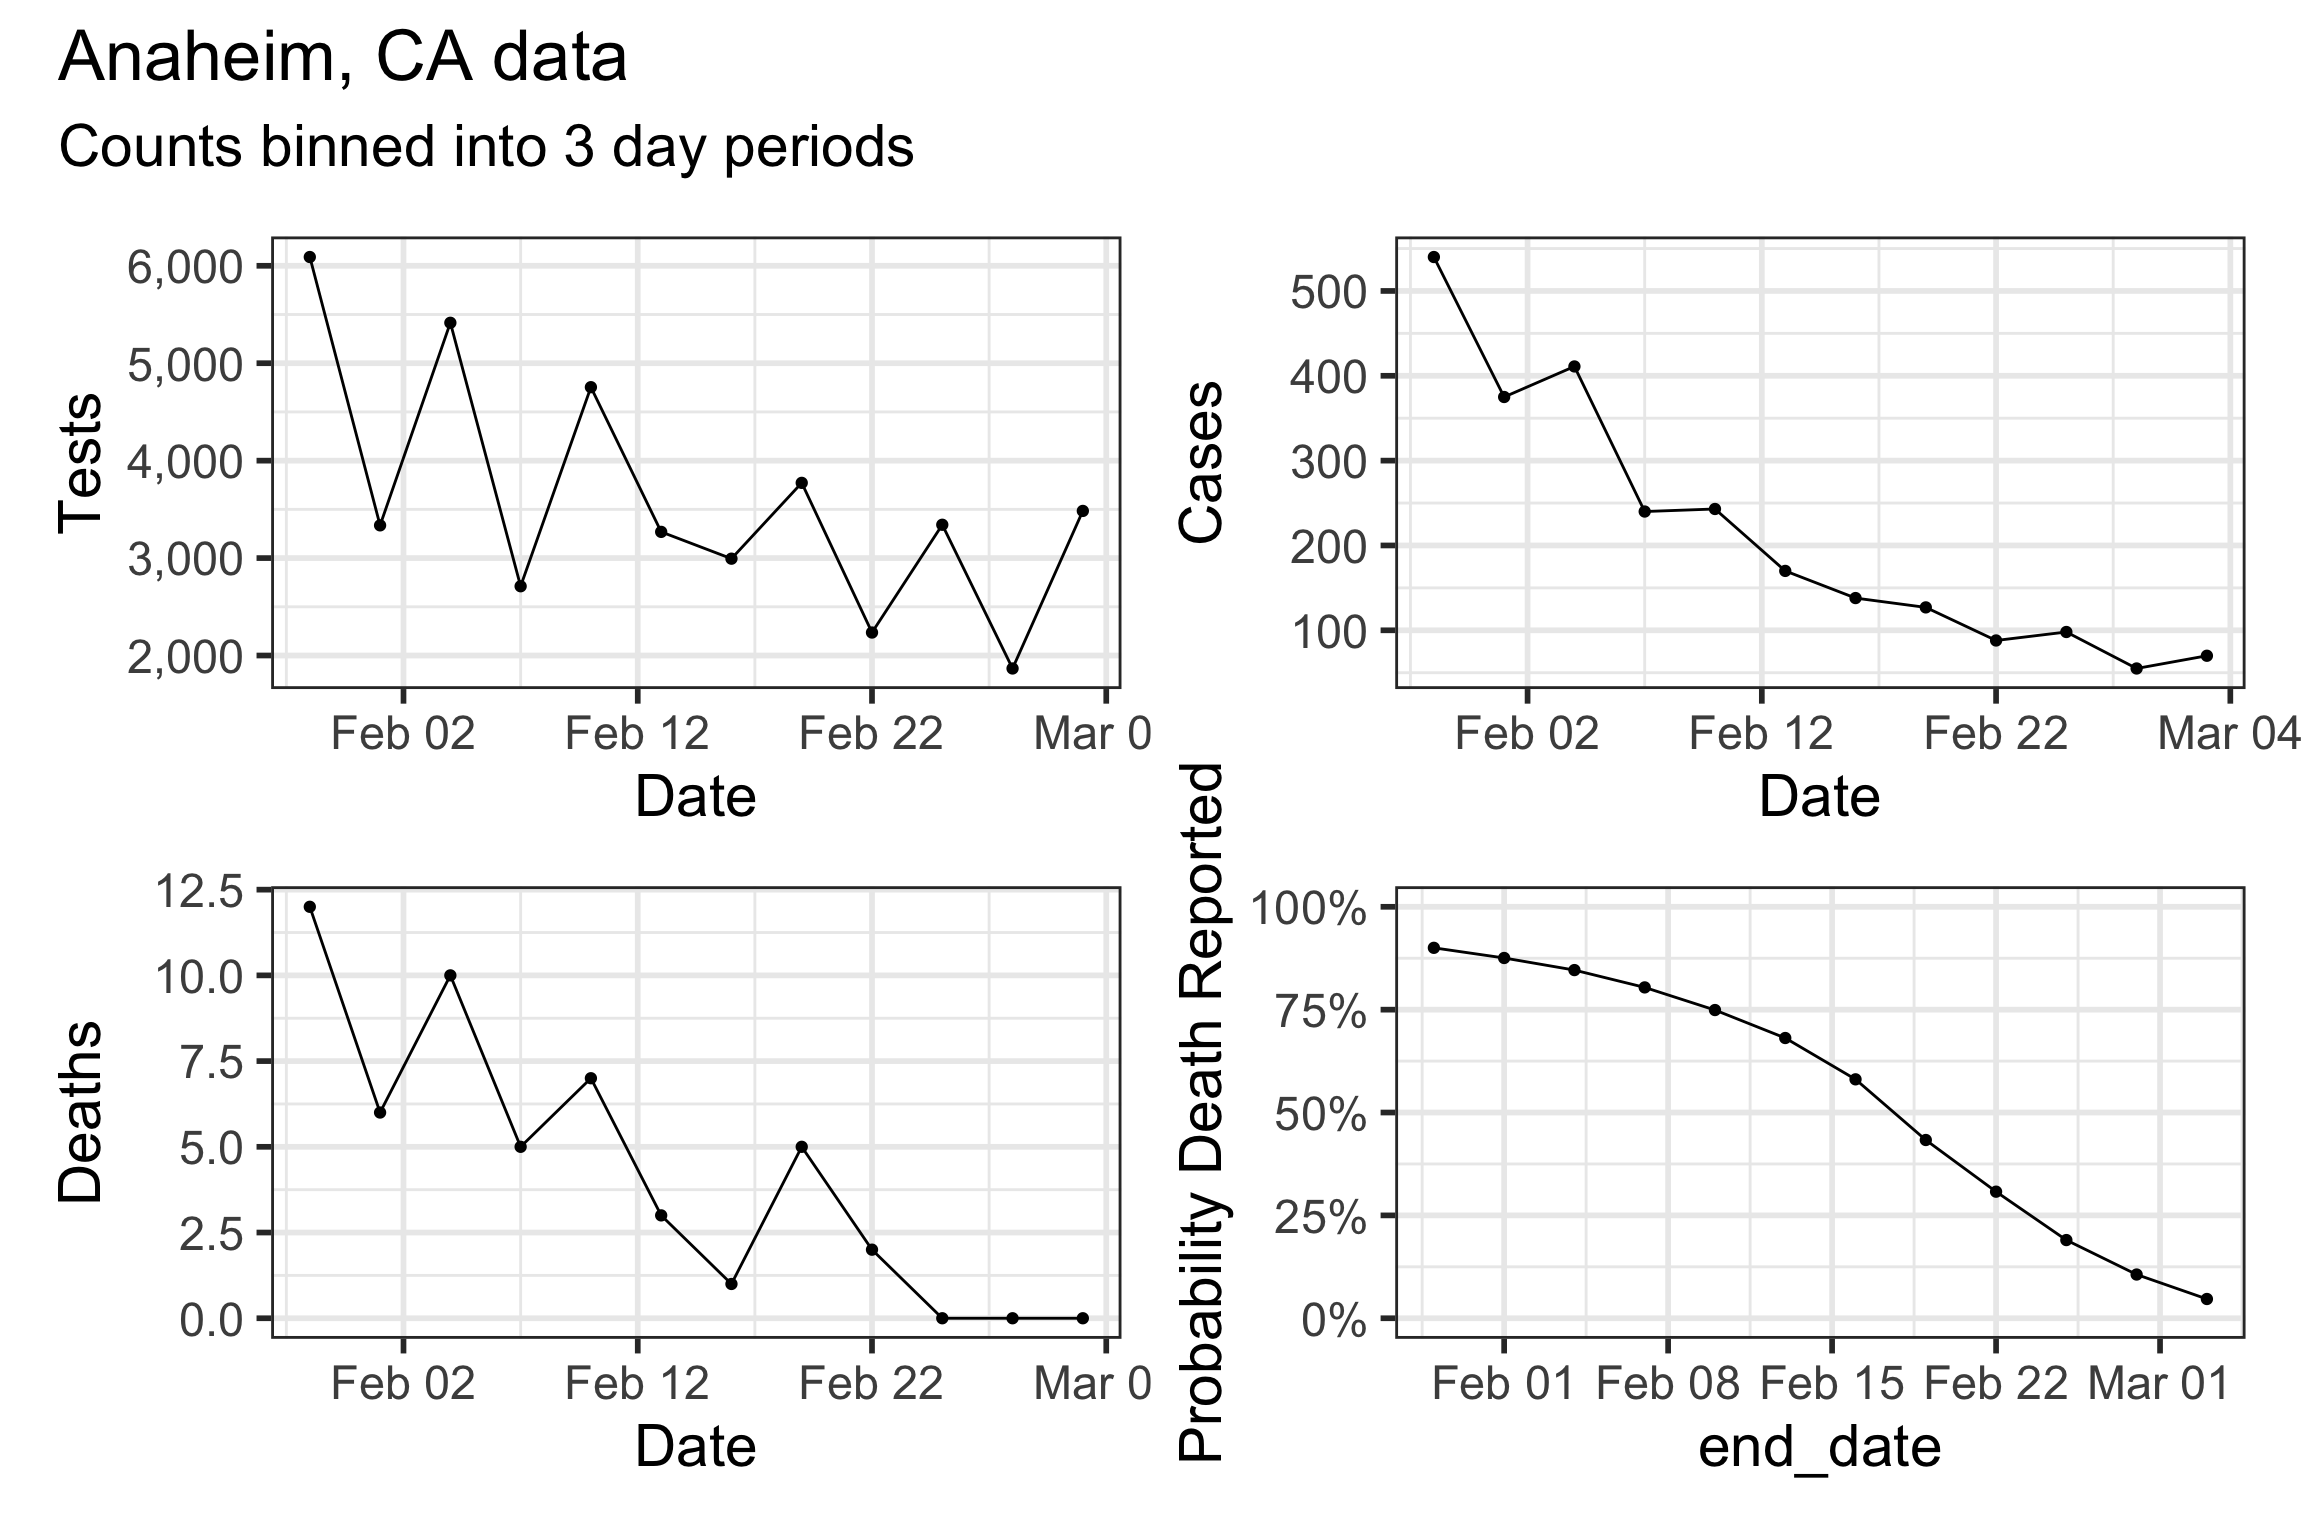 Anaheim, CA data
Counts binned into 3 day periods
Tests
6,000
5,000
4,000
3,000
2,000
Feb 02 Feb 12 Feb 22 Mar 0
Date
Cases
500
400
300
200
100
Feb 02 Feb 12 Feb 22 Mar 04
Date
Deaths
12.5
10.0
7.5
5.0
2.5
0.0
Feb 02 Feb 12 Feb 22 Mar 0
Date
Probability Death Reported
100%
75%
50%
25%
0%
Feb 01 Feb 08 Feb 15 Feb 22 Mar 01
end_date